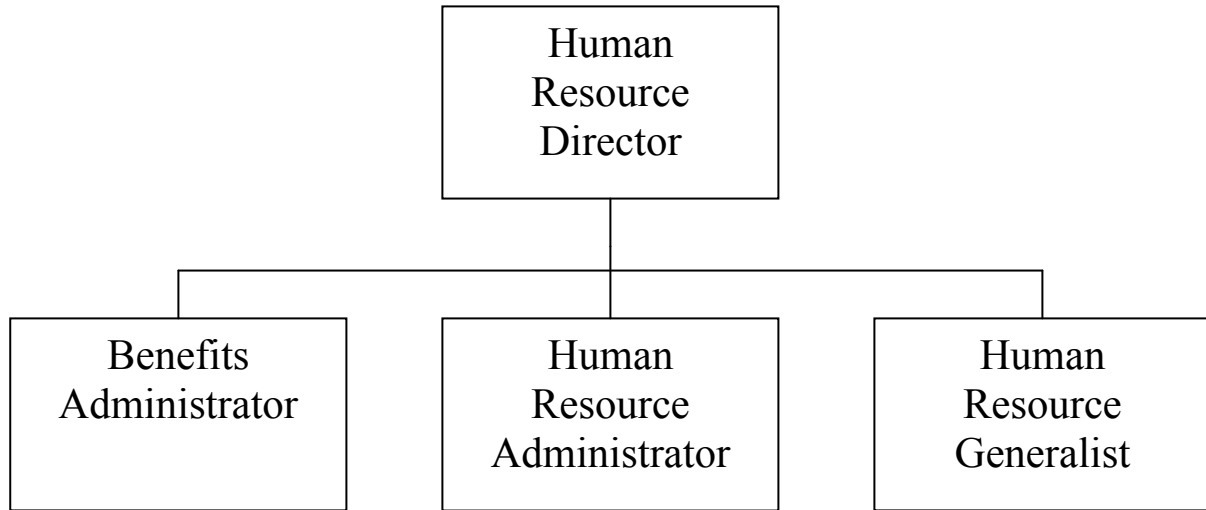 Human
Resource
Director
Benefits
Administrator
Human
Resource
Administrator
Human
Resource
Generalist